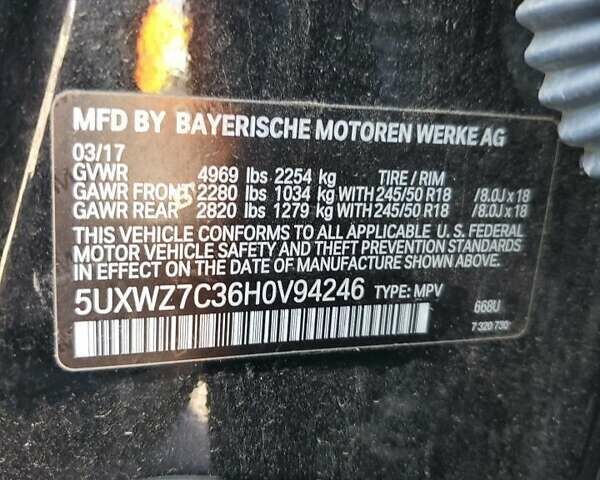 MFD BY BAYERISCHE MOTOREN WERKE AG
03/17
GVWR 4969 lbs 2254 kg TIRE / RIM
GAWR FRONT 2280 lbs 1034 kg WITH 245/50 R18 /8.0J x 18
GAWR REAR 2820 lbs 1279 kg WITH 245/50 R18 /8.0J x 18
THIS VEHICLE CONFORMS TO ALL APPLICABLE U. S. FEDERAL
MOTOR VEHICLE SAFETY AND THEFT PREVENTION STANDARDS
IN EFFECT ON THE DATE OF MANUFACTURE SHOWN ABOVE.
5UXWZ7C36H0V94246 TYPE: MPV
668U
7 320 730